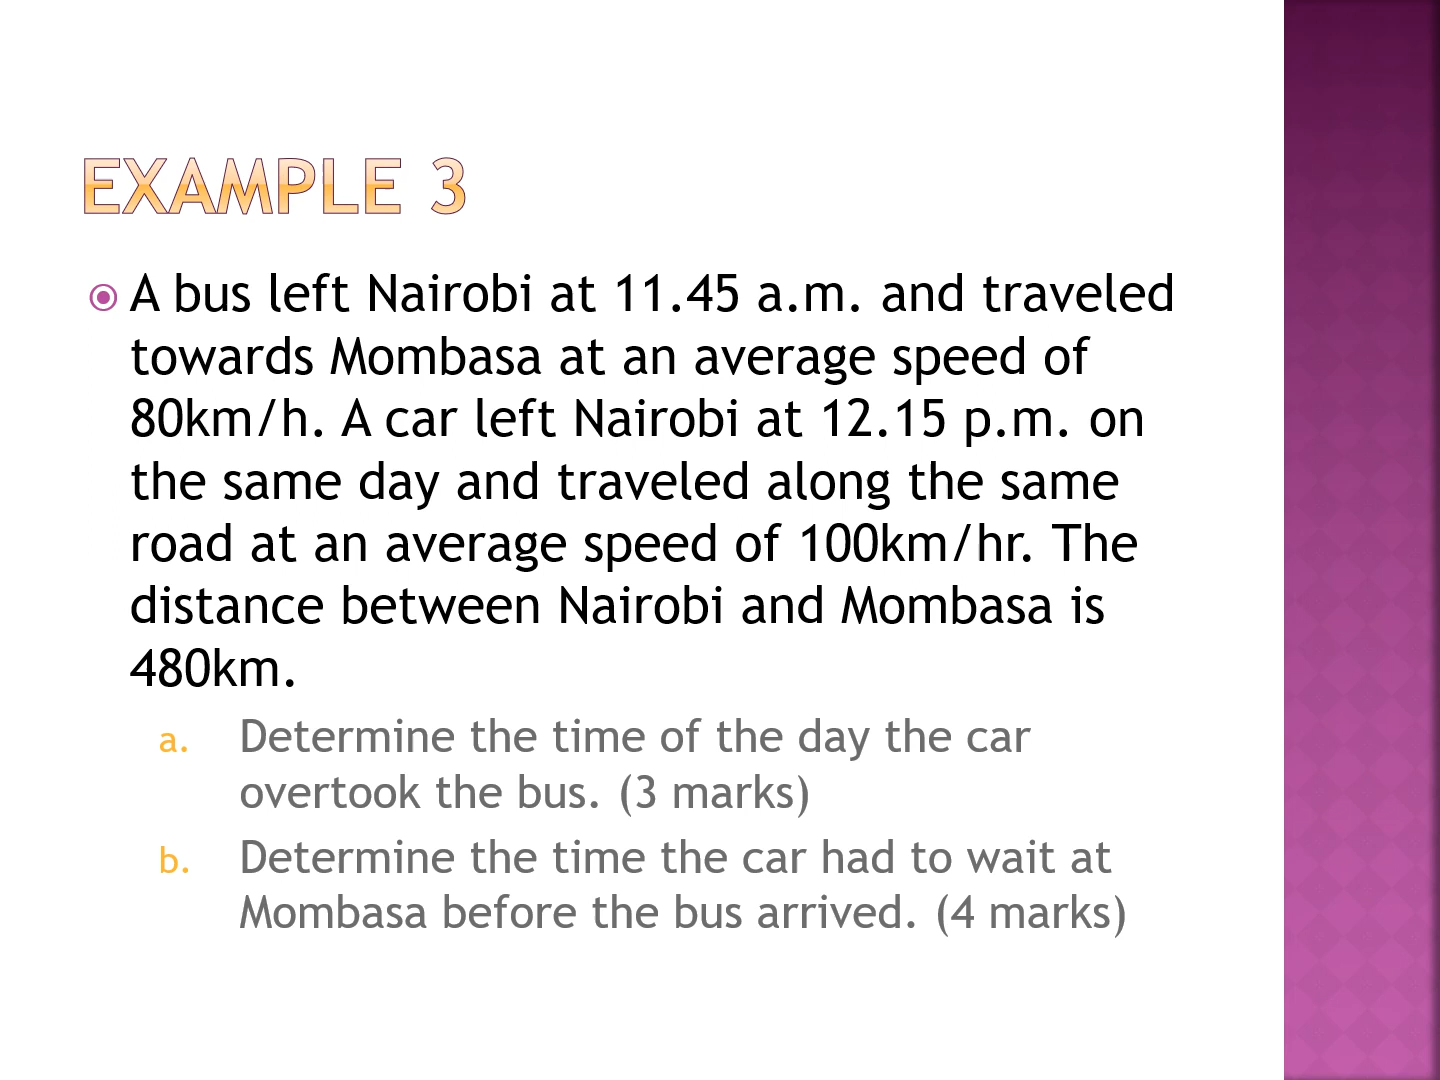 EXAMPLE 3
A bus left Nairobi at 11.45 a.m. and traveled
towards Mombasa at an average speed of
80km/h. A car left Nairobi at 12.15 p.m. on
the same day and traveled along the same
road at an average speed of 100km/hr. The
distance between Nairobi and Mombasa is
480km.
a. Determine the time of the day the car
overtook the bus. (3 marks)
b. Determine the time the car had to wait at
Mombasa before the bus arrived. (4 marks)